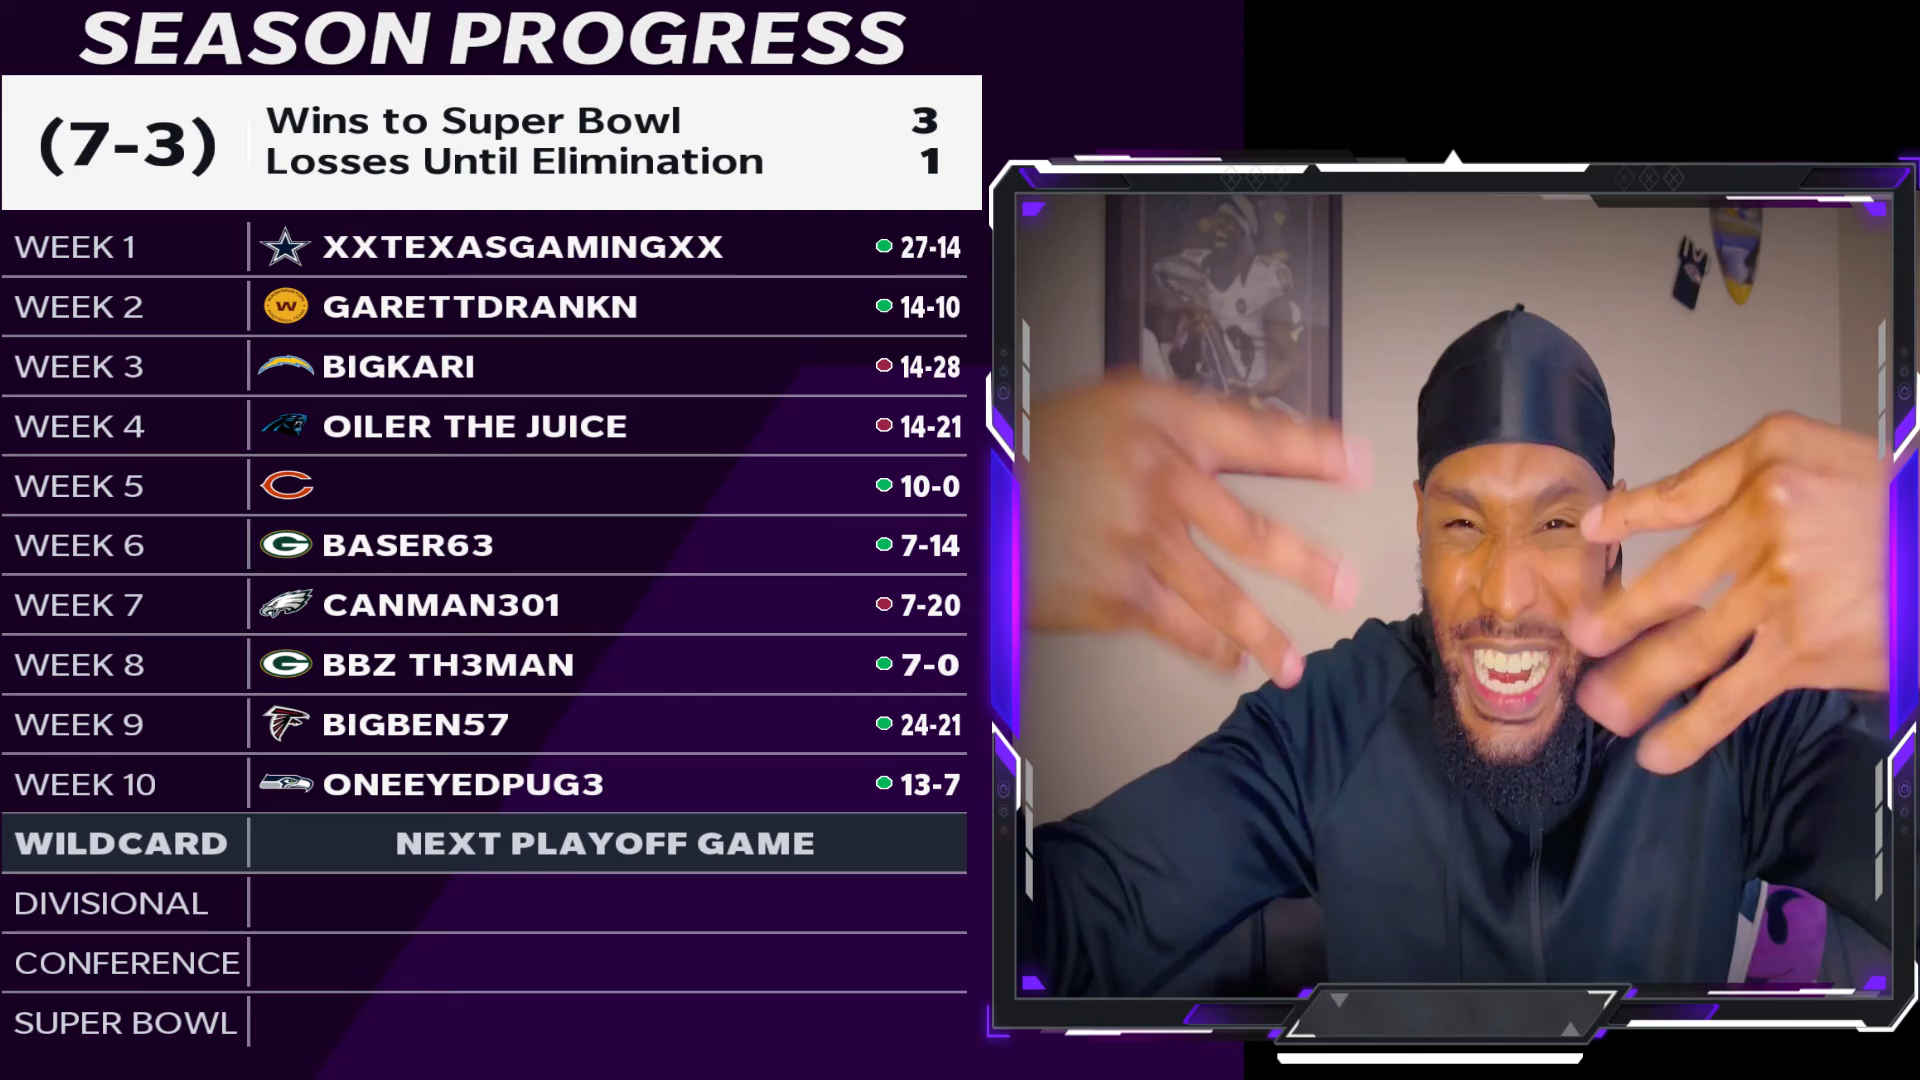 SEASON PROGRESS
(7-3)
Wins to Super Bowl 3
Losses Until Elimination 1
WEEK 1 XXTEXASGAMINGXX 27-14
WEEK 2 W GARETTDRANKN 14-10
WEEK 3 BIGKARI 14-28
WEEK 4 OILER THE JUICE 14-21
WEEK 5 10-0
WEEK 6 G BASER63 7-14
WEEK 7 CANMAN301 7-20
WEEK 8 G BBZ TH3MAN 7-0
WEEK 9 BIGBEN57 24-21
WEEK 10 ONEEYEDPUG3 13-7
WILDCARD NEXT PLAYOFF GAME
DIVISIONAL
CONFERENCE
SUPER BOWL